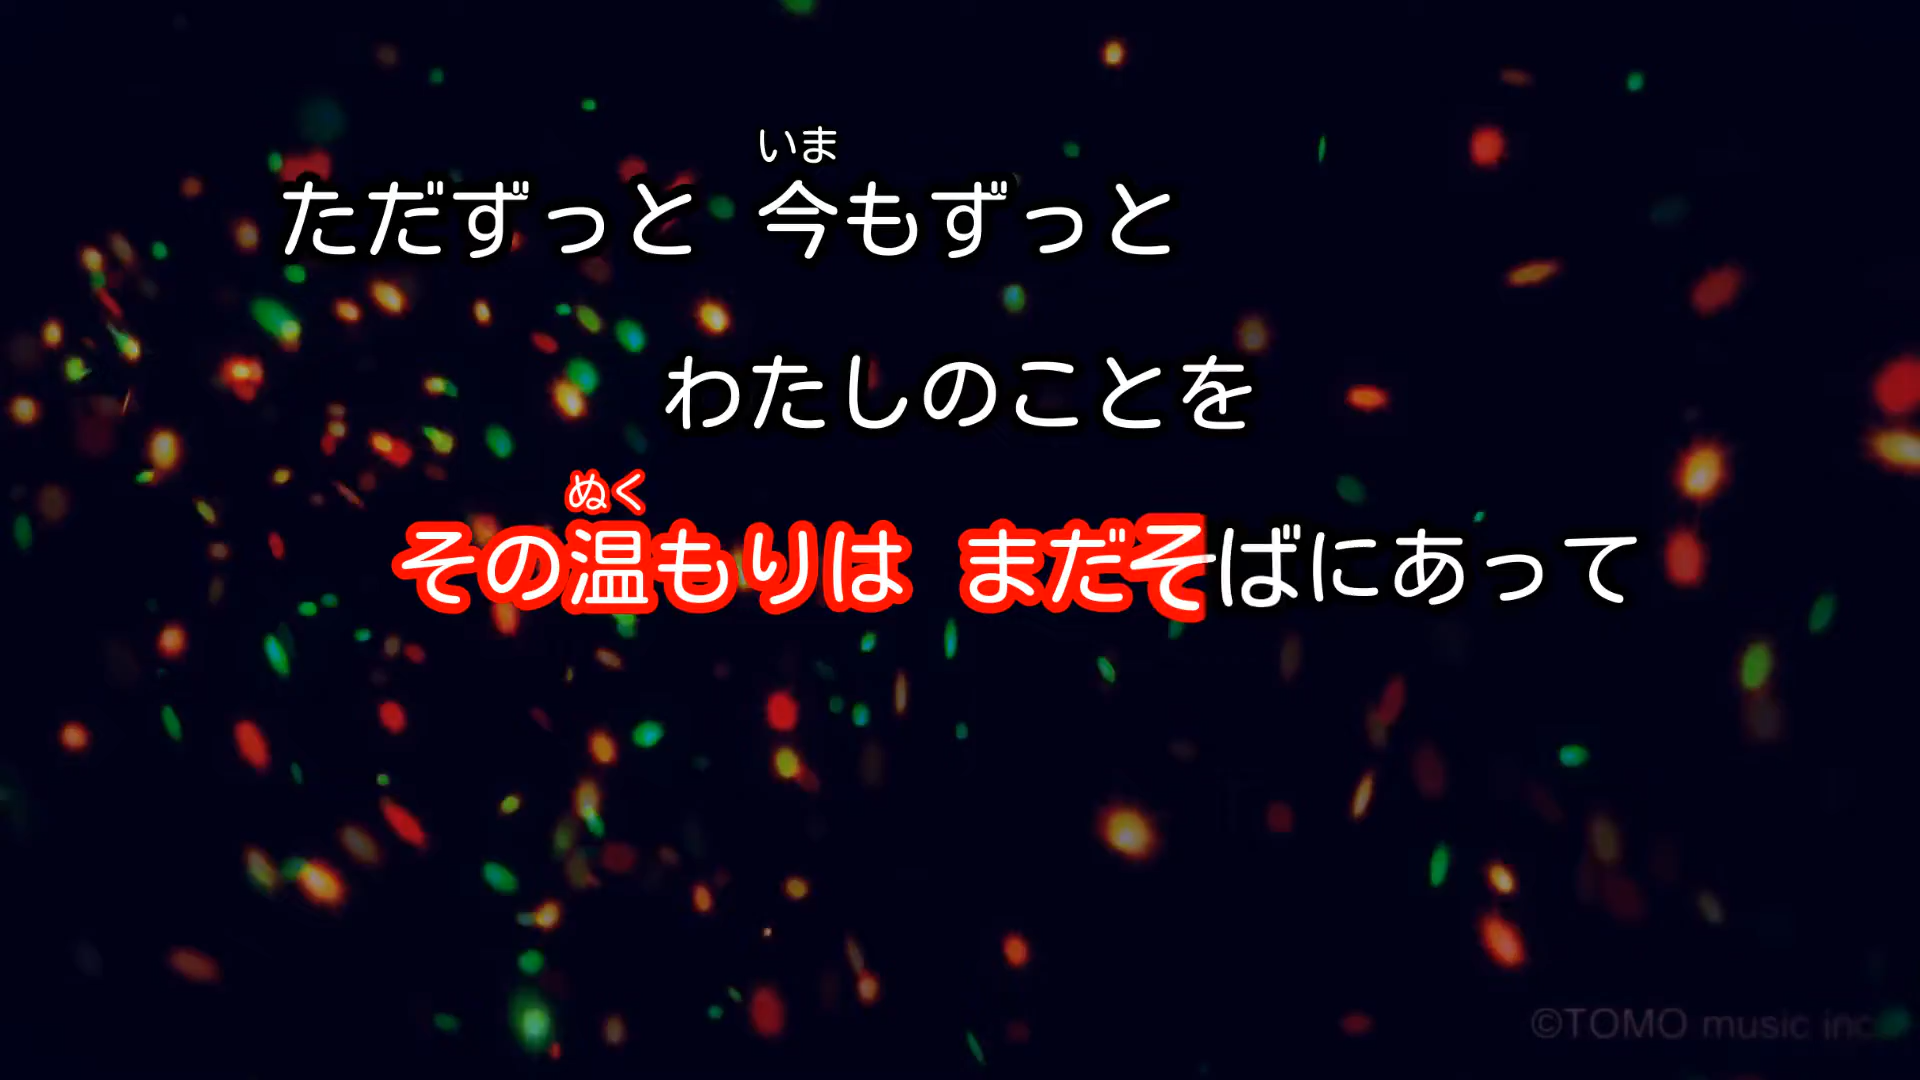 いま
ただずっと 今もずっと
わたしのことを
ぬく
その温もりは まだそばにあって
©TOMO music inc.